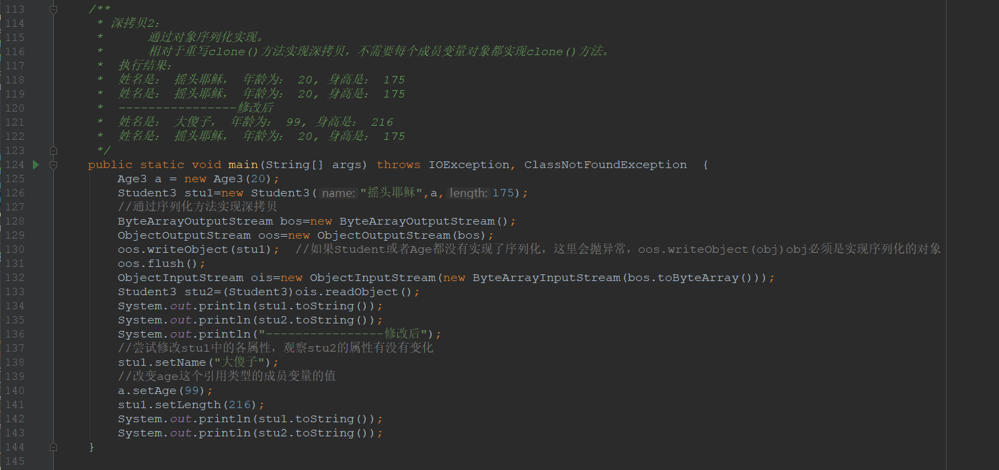 113 /**
114 * 深拷贝2：
115 * 通过对象序列化实现。
116 * 相对于重写clone()方法实现深拷贝，不需要每个成员变量对象都实现clone()方法。
117 * 执行结果：
118 * 姓名是： 摇头耶稣， 年龄为： 20, 身高是： 175
119 * 姓名是： 摇头耶稣， 年龄为： 20, 身高是： 175
120 * ----------------修改后
121 * 姓名是： 大傻子， 年龄为： 99, 身高是： 216
122 * 姓名是： 摇头耶稣， 年龄为： 20, 身高是： 175
123 */
124 public static void main(String[] args) throws IOException, ClassNotFoundException {
125 Age3 a = new Age3(20);
126 Student3 stu1=new Student3( name: "摇头耶稣",a, length: 175);
127 //通过序列化方法实现深拷贝
128 ByteArrayOutputStream bos=new ByteArrayOutputStream();
129 ObjectOutputStream oos=new ObjectOutputStream(bos);
130 oos.writeObject(stu1); //如果Student或者Age都没有实现了序列化，这里会抛异常，oos.writeObject(obj)obj必须是实现序列化的对象
131 oos.flush();
132 ObjectInputStream ois=new ObjectInputStream(new ByteArrayInputStream(bos.toByteArray()));
133 Student3 stu2=(Student3)ois.readObject();
134 System.out.println(stu1.toString());
135 System.out.println(stu2.toString());
136 System.out.println("----------------修改后");
137 //尝试修改stu1中的各属性，观察stu2的属性有没有变化
138 stu1.setName("大傻子");
139 //改变age这个引用类型的成员变量的值
140 a.setAge(99);
141 stu1.setLength(216);
142 System.out.println(stu1.toString());
143 System.out.println(stu2.toString());
144 }
145